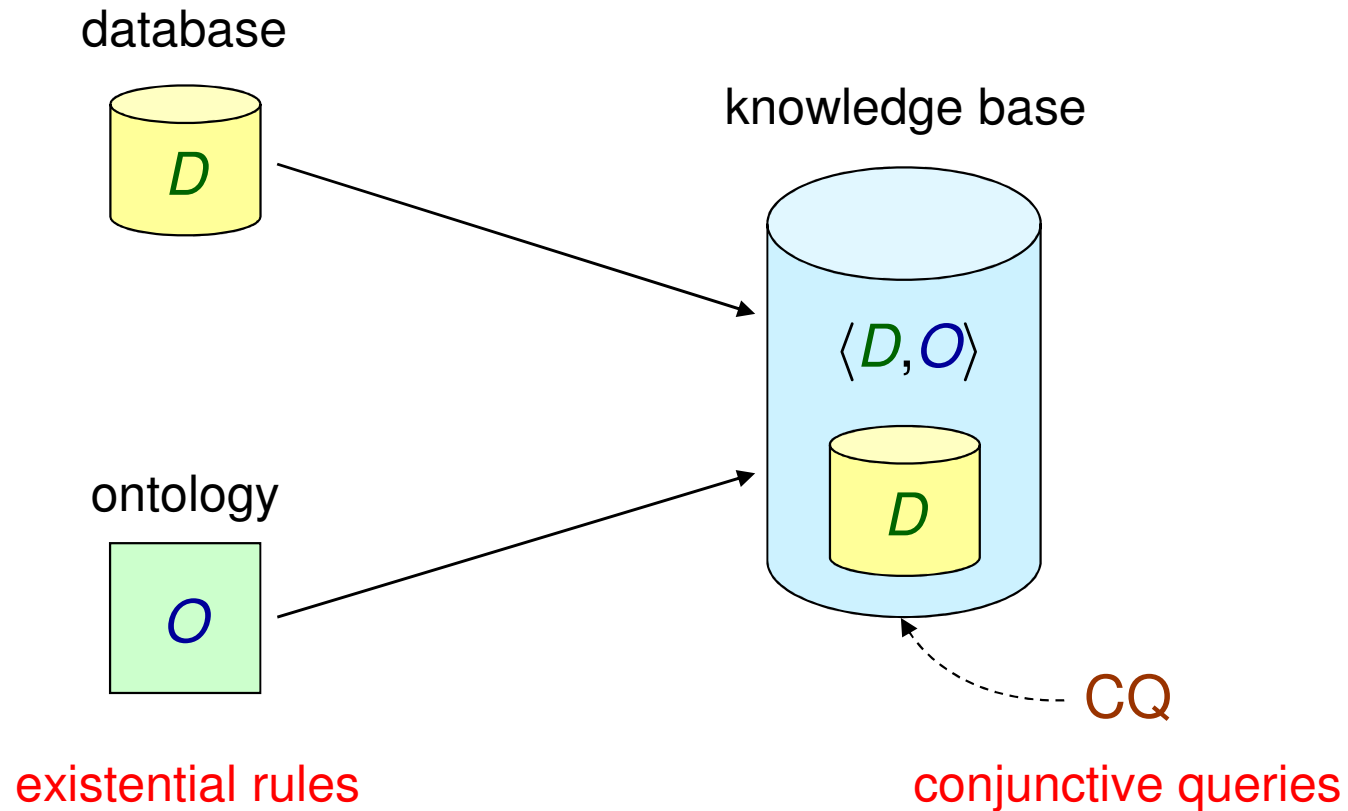 database
D
knowledge base
⟨D,O⟩
D
ontology
O
CQ
existential rules
conjunctive queries